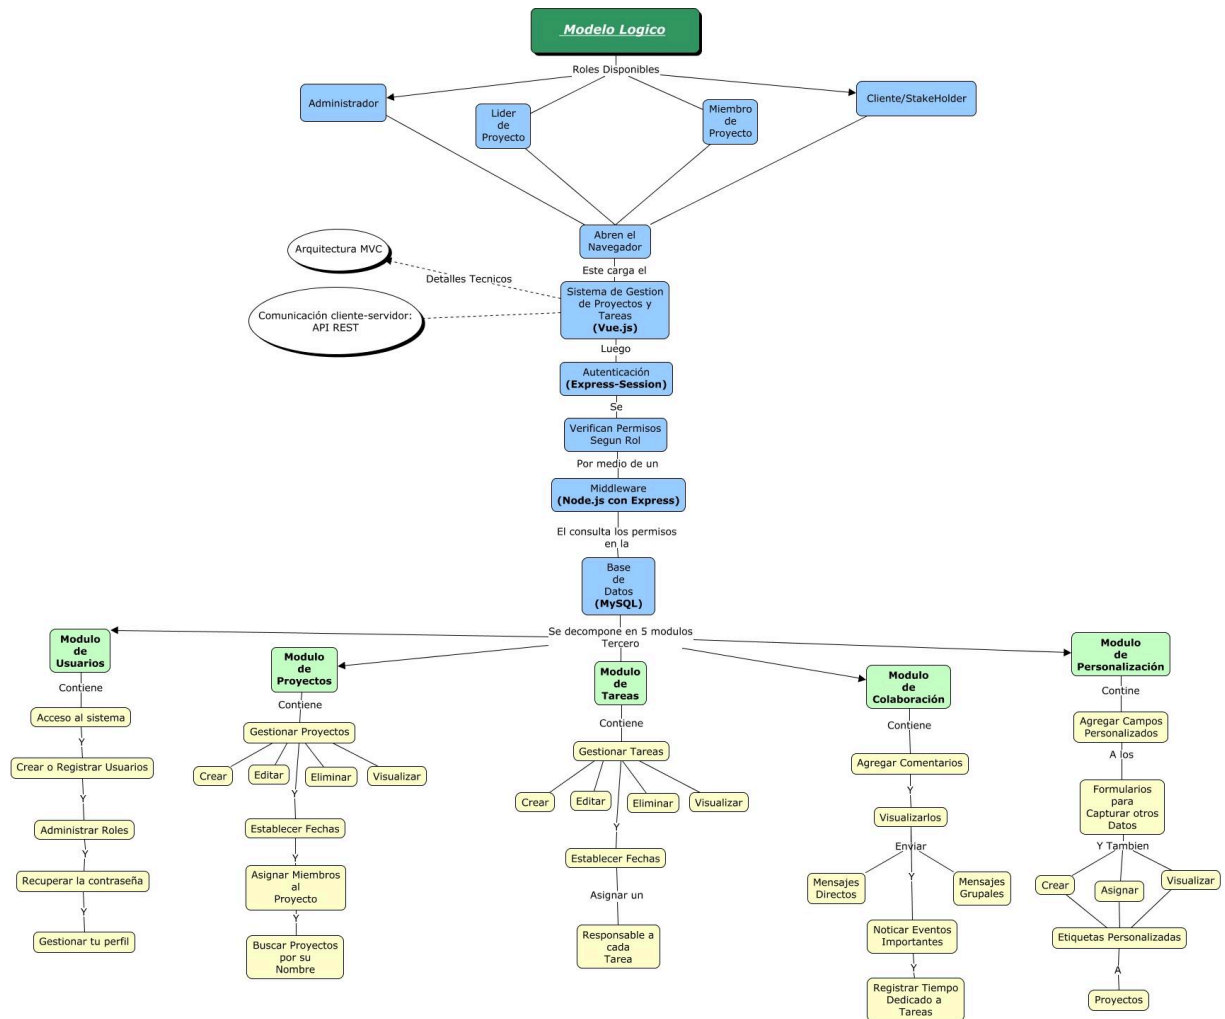 Modelo Logico
Roles Disponibles
Administrador
Lider
de
Proyecto
Miembro
de
Proyecto
Cliente/StakeHolder
Abren el
Navegador
Este carga el
Arquitectura MVC
Detalles Tecnicos
Comunicación cliente-servidor:
API REST
Sistema de Gestion
de Proyectos y
Tareas
(Vue.js)
Luego
Autenticación
(Express-Session)
Se
Verifican Permisos
Segun Rol
Por medio de un
Middleware
(Node.js con Express)
El consulta los permisos
en la
Base
de
Datos
(MySQL)
Se decompone en 5 modulos
Tercero
Modulo
de
Usuarios
Contiene
Acceso al sistema
Y
Crear o Registrar Usuarios
Y
Administrar Roles
Y
Recuperar la contraseña
Y
Gestionar tu perfil
Modulo
de
Proyectos
Contiene
Gestionar Proyectos
Crear
Editar
Eliminar
Visualizar
Y
Establecer Fechas
Y
Asignar Miembros
al
Proyecto
Y
Buscar Proyectos
por su
Nombre
Modulo
de
Tareas
Contiene
Gestionar Tareas
Crear
Editar
Eliminar
Visualizar
Y
Establecer Fechas
Asignar un
Responsable a
cada
Tarea
Modulo
de
Colaboración
Contiene
Agregar Comentarios
Y
Visualizarlos
Enviar
Mensajes
Directos
Y
Mensajes
Grupales
Noticar Eventos
Importantes
Y
Registrar Tiempo
Dedicado a
Tareas
Modulo
de
Personalización
Contine
Agregar Campos
Personalizados
A los
Formularios
para
Capturar otros
Datos
Y Tambien
Crear
Asignar
Visualizar
Etiquetas Personalizadas
A
Proyectos